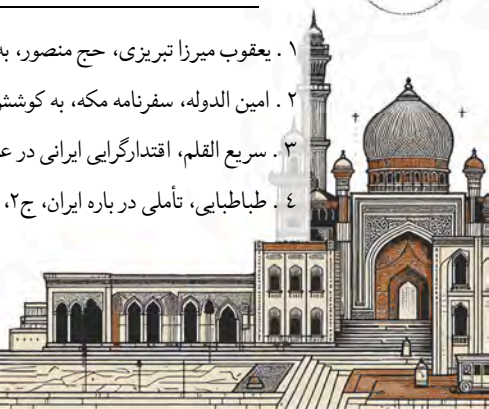 ۱ . یعقوب میرزا تبریزی، حج منصور، به
۲ . امین الدوله، سفرنامه مکه، به کوشش
۳ . سریع القلم، اقتدارگرایی ایرانی در
٤ . طباطبایی، تأملی در باره ایران، ج۲،